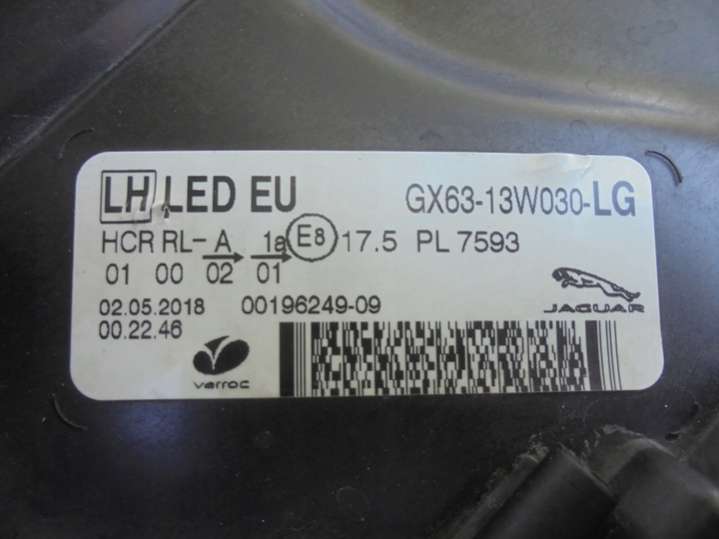 LH LED EU GX63-13W030-LG
HCR RL- A 1a E8 17.5 PL 7593
01 00 02 01
JAGUAR
02.05.2018 00196249-09
00.22.46
varroc